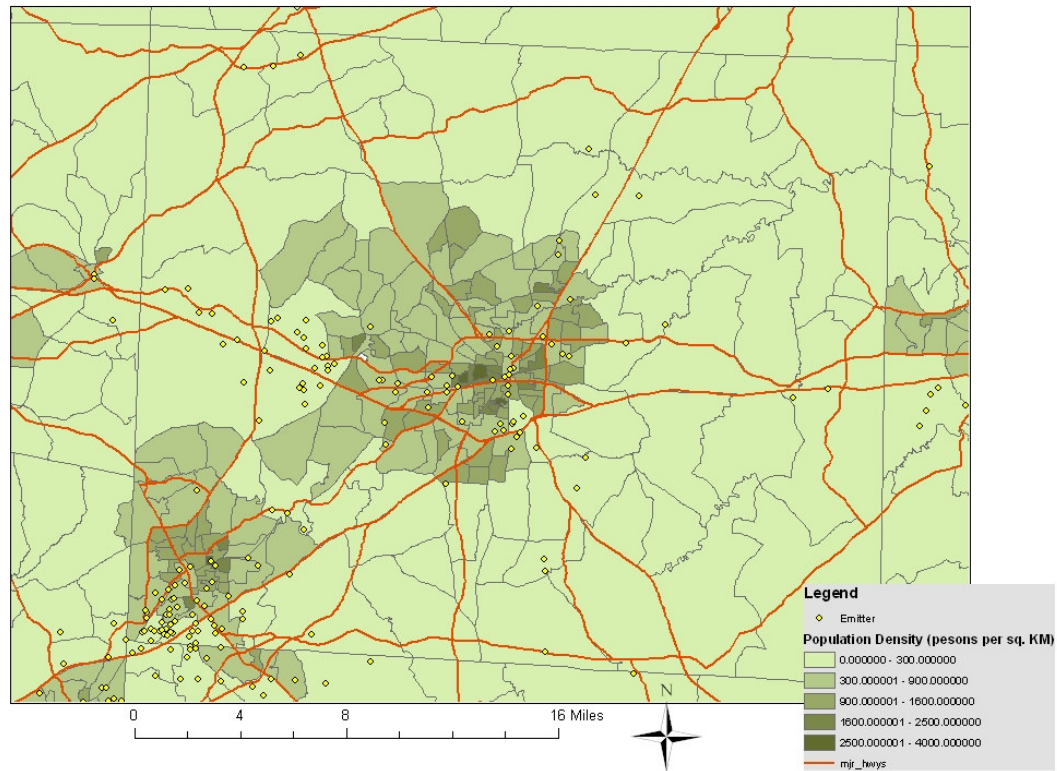 Legend
Emitter
Population Density (pesons per sq. KM)
0.000000 - 300.000000
300.000001 - 900.000000
900.000001 - 1600.000000
1600.000001 - 2500.000000
2500.000001 - 4000.000000
mjr_hwys
N
0 4 8 16 Miles